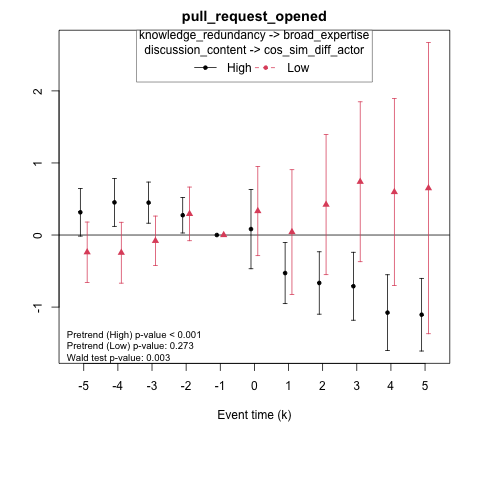 pull_request_opened
knowledge_redundancy -> broad_expertise
discussion_content -> cos_sim_diff_actor
High Low
2
1
0
-1
Pretrend (High) p-value < 0.001
Pretrend (Low) p-value: 0.273
Wald test p-value: 0.003
-5 -4 -3 -2 -1 0 1 2 3 4 5
Event time (k)